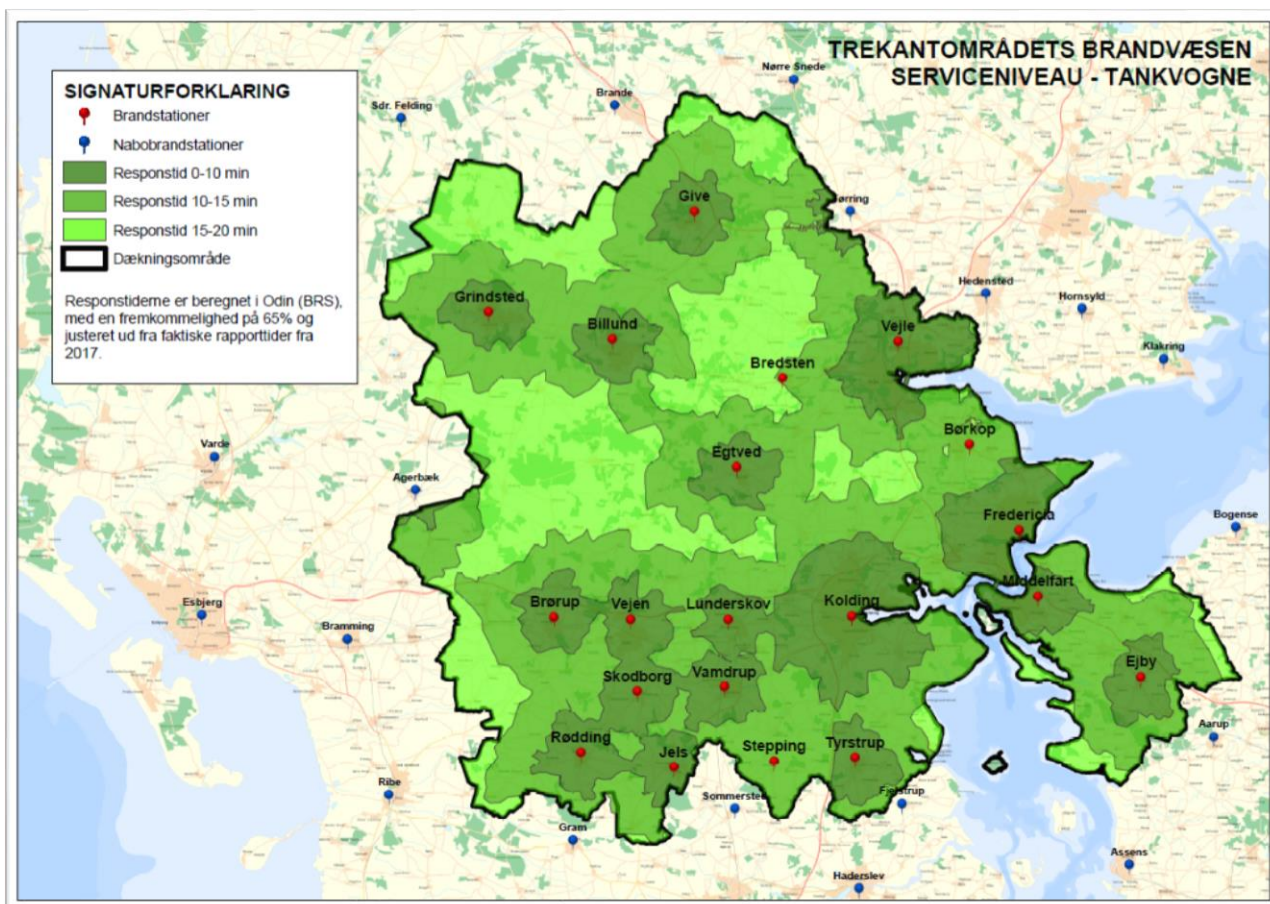 TREKANTOMRÅDETS BRANDVÆSEN
SERVICENIVEAU - TANKVOGNE
SIGNATURFORKLARING
Brandstationer
Nabobrandstationer
Responstid 0-10 min
Responstid 10-15 min
Responstid 15-20 min
Dækningsområde
Responstiderne er beregnet i Odin (BRS),
med en fremkommelighed på 65% og
justeret ud fra faktiske rapporttider fra
2017.
Nørre Snede
Brande
Sdr. Felding
Give
Hedensted
Hornsyld
Grindsted
Billund
Vejle
Klakring
Bredsten
Børkop
Varde
Egtved
Agerbæk
Fredericia
Bogense
Middelfart
Esbjerg
Brørup
Vejen
Lunderskov
Kolding
Bramming
Ejby
Skodborg
Vamdrup
Aarup
Rødding
Jels
Stepping
Tyrstrup
Ribe
Sommersted
Fjelstrup
Gram
Assens
Haderslev